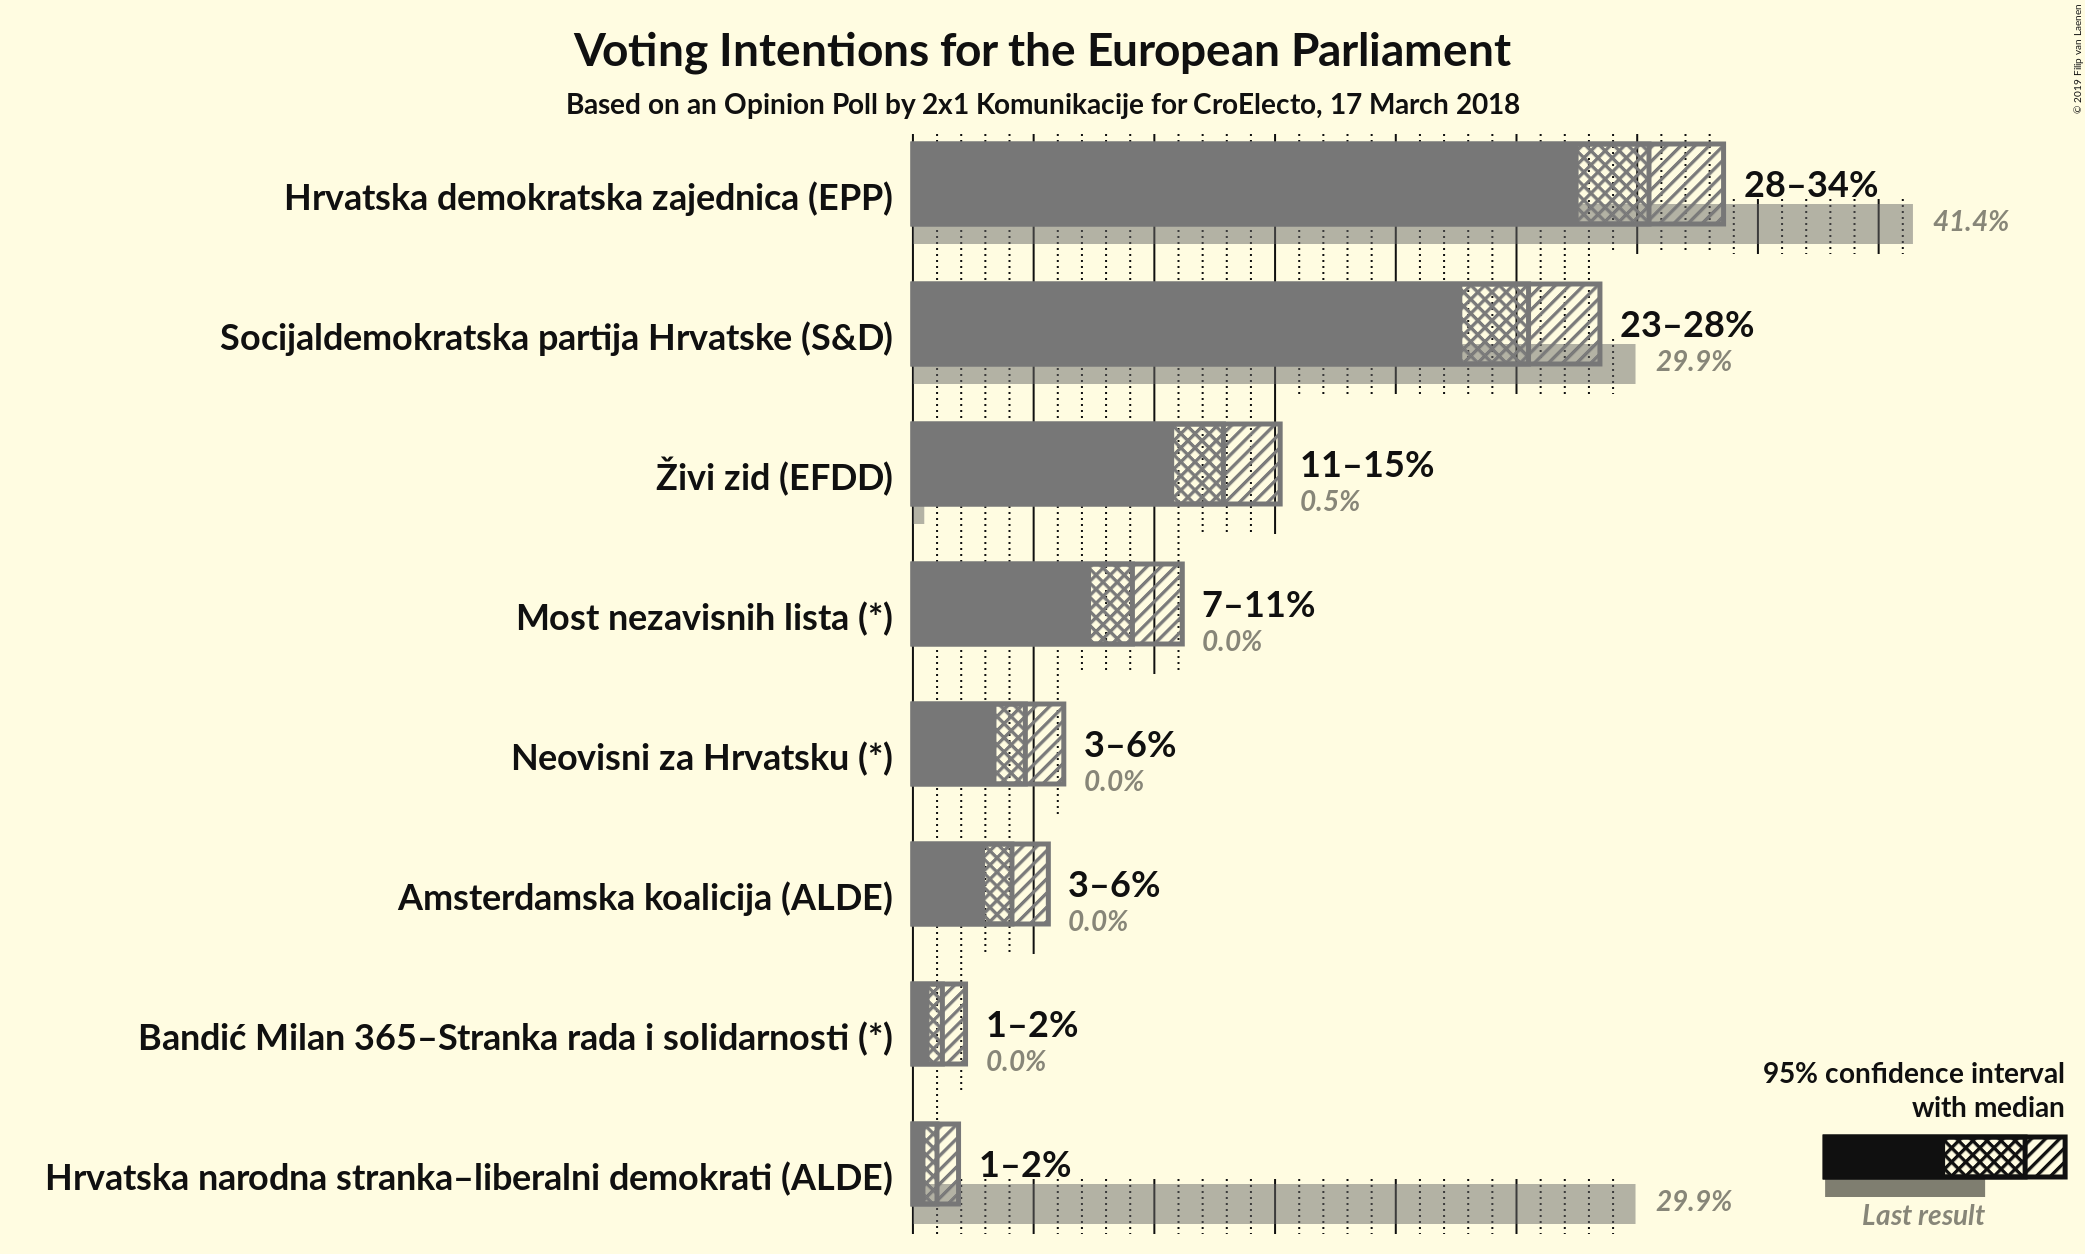 Voting Intentions for the European Parliament
Based on an Opinion Poll by 2x1 Komunikacije for CroElecto, 17 March 2018
© 2019 Filip van Laenen
Hrvatska demokratska zajednica (EPP)
28–34%
41.4%
Socijaldemokratska partija Hrvatske (S&D)
23–28%
29.9%
Živi zid (EFDD)
11–15%
0.5%
Most nezavisnih lista (*)
7–11%
0.0%
Neovisni za Hrvatsku (*)
3–6%
0.0%
Amsterdamska koalicija (ALDE)
3–6%
0.0%
Bandić Milan 365–Stranka rada i solidarnosti (*)
1–2%
0.0%
Hrvatska narodna stranka–liberalni demokrati (ALDE)
1–2%
29.9%
95% confidence interval
with median
Last result